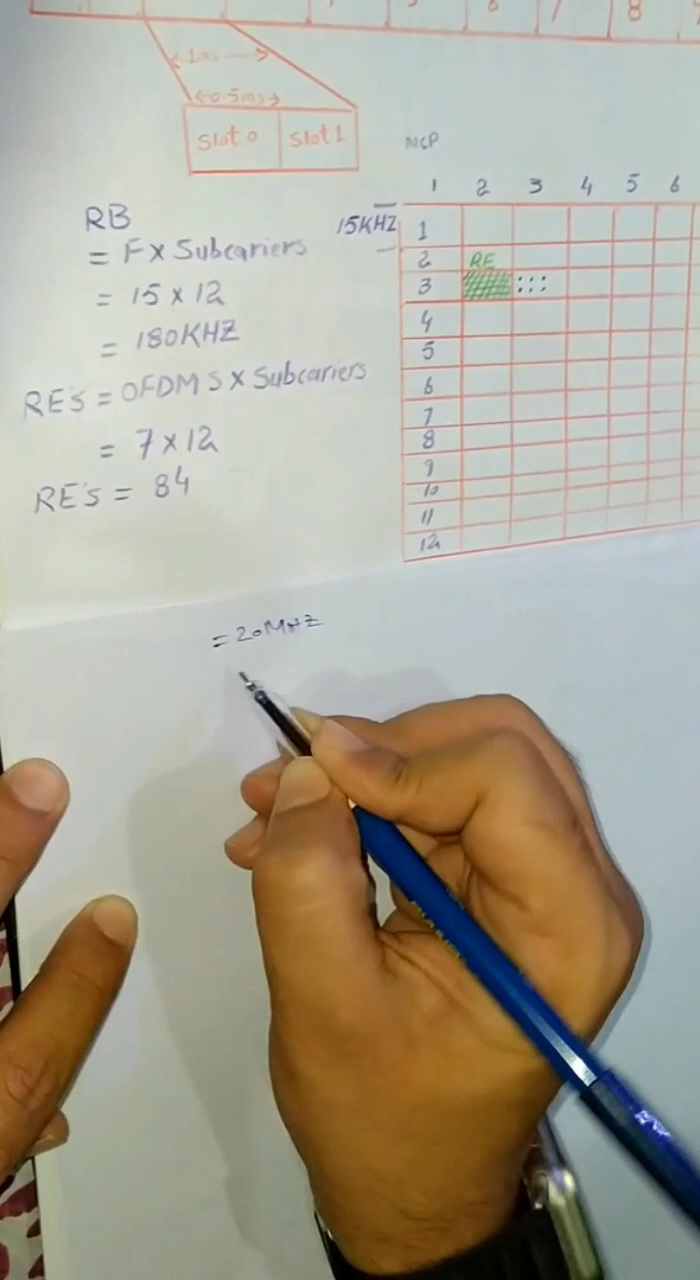 8
←1ms→
←0.5ms→
Slot 0 Slot 1
NCP
1 2 3 4 5 6
15KHZ 1
2 RE
3
4
5
6
7
8
9
10
11
12
RB
= F x Subcariers
= 15 x 12
= 180KHZ
RE'S = OFDM S x Subcariers
= 7 x 12
RE'S = 84
= 20MHZ